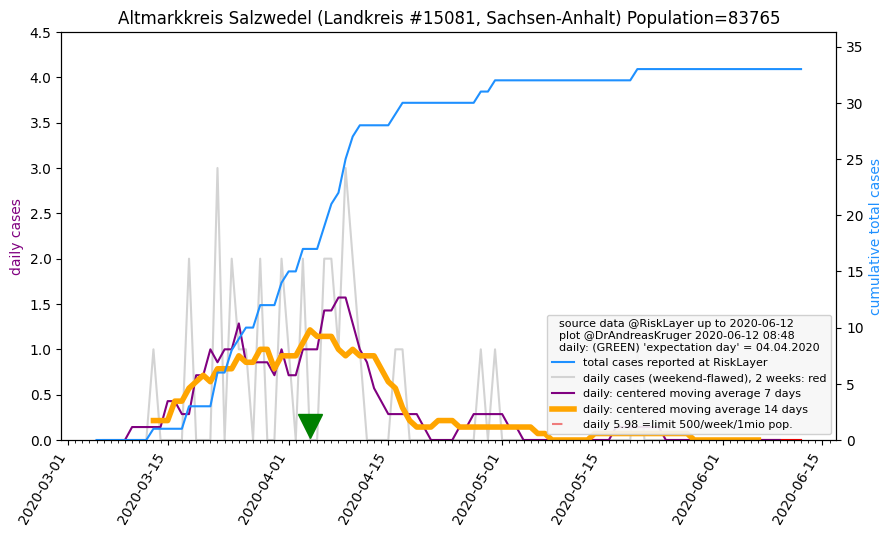 Altmarkkreis Salzwedel (Landkreis #15081, Sachsen-Anhalt) Population=83765
4.5
4.0
3.5
3.0
2.5
2.0
1.5
1.0
0.5
0.0
daily cases
35
30
25
20
15
10
5
0
cumulative total cases
source data @RiskLayer up to 2020-06-12
plot @DrAndreasKruger 2020-06-12 08:48
daily: (GREEN) 'expectation day' = 04.04.2020
total cases reported at RiskLayer
daily cases (weekend-flawed), 2 weeks: red
daily: centered moving average 7 days
daily: centered moving average 14 days
daily 5.98 =limit 500/week/1mio pop.
2020-03-01
2020-03-15
2020-04-01
2020-04-15
2020-05-01
2020-05-15
2020-06-01
2020-06-15